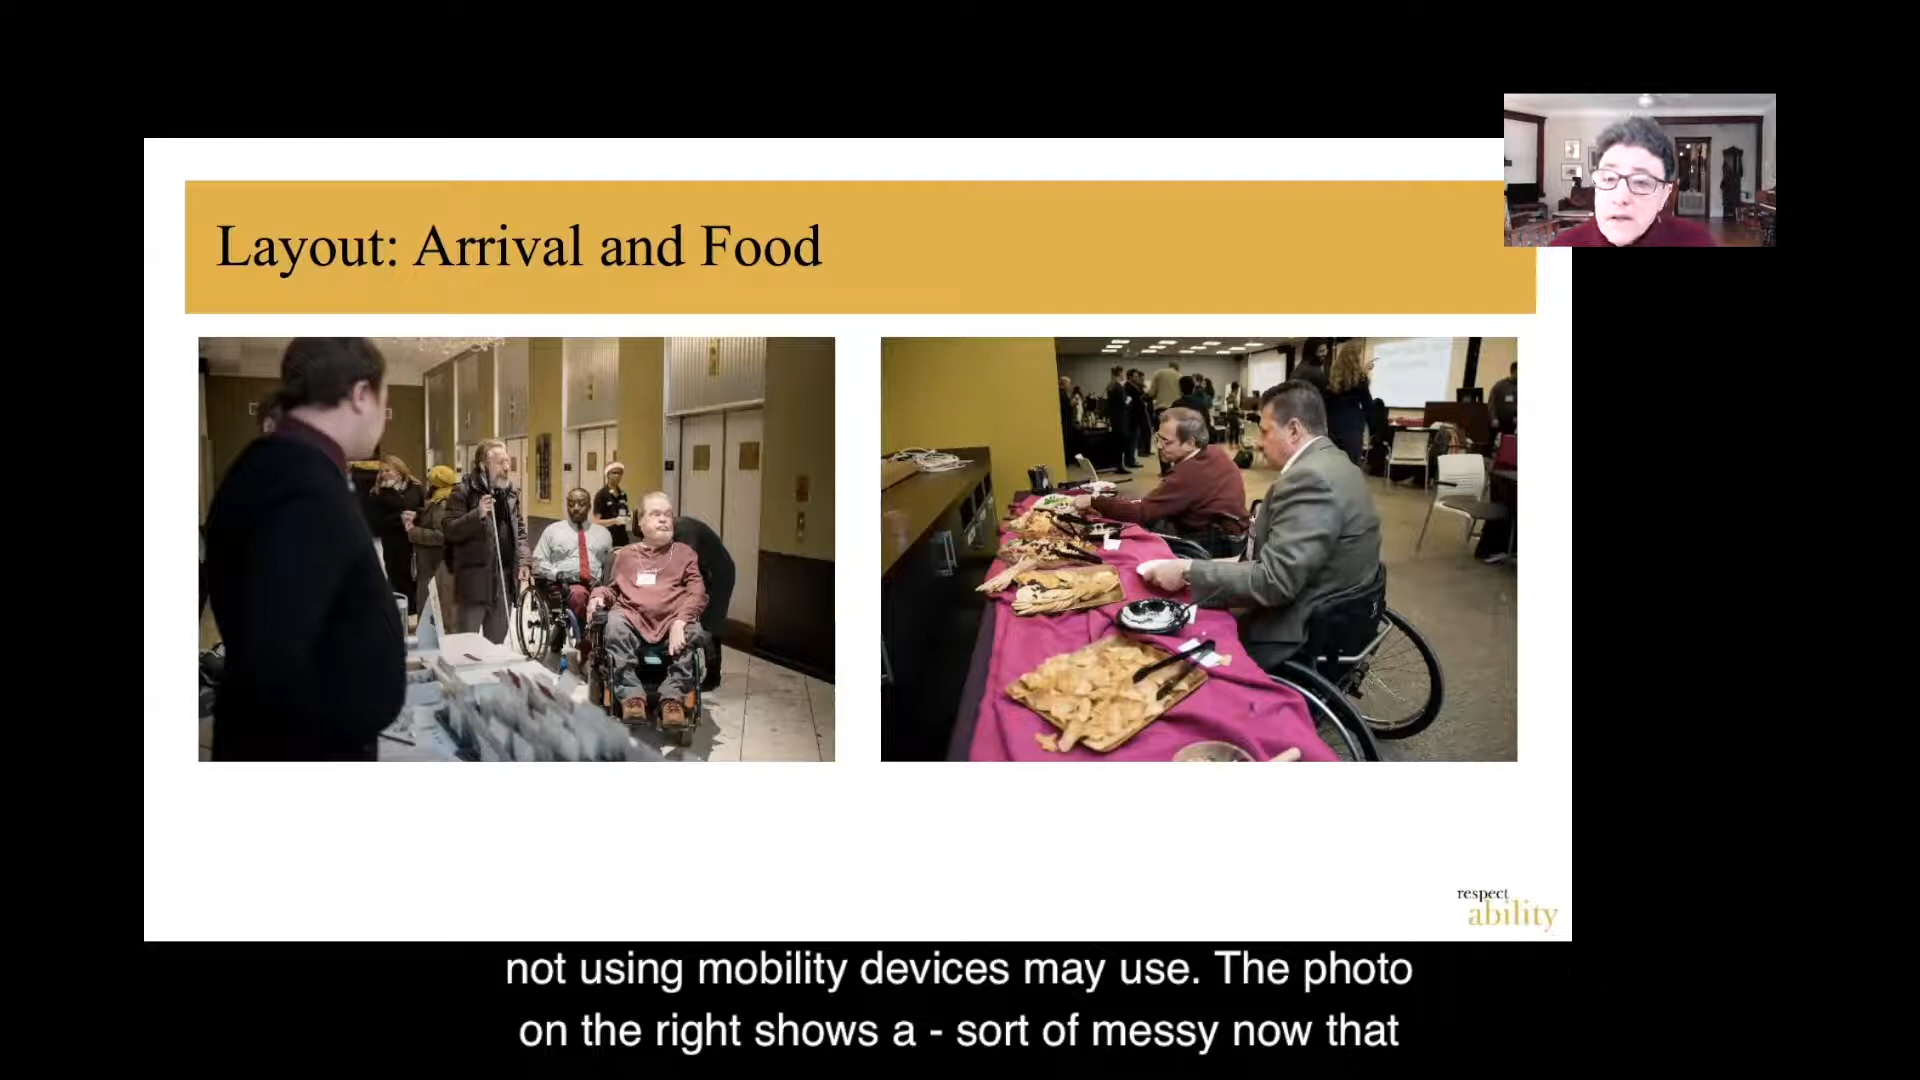 Layout: Arrival and Food
respect
ability
not using mobility devices may use. The photo
on the right shows a - sort of messy now that